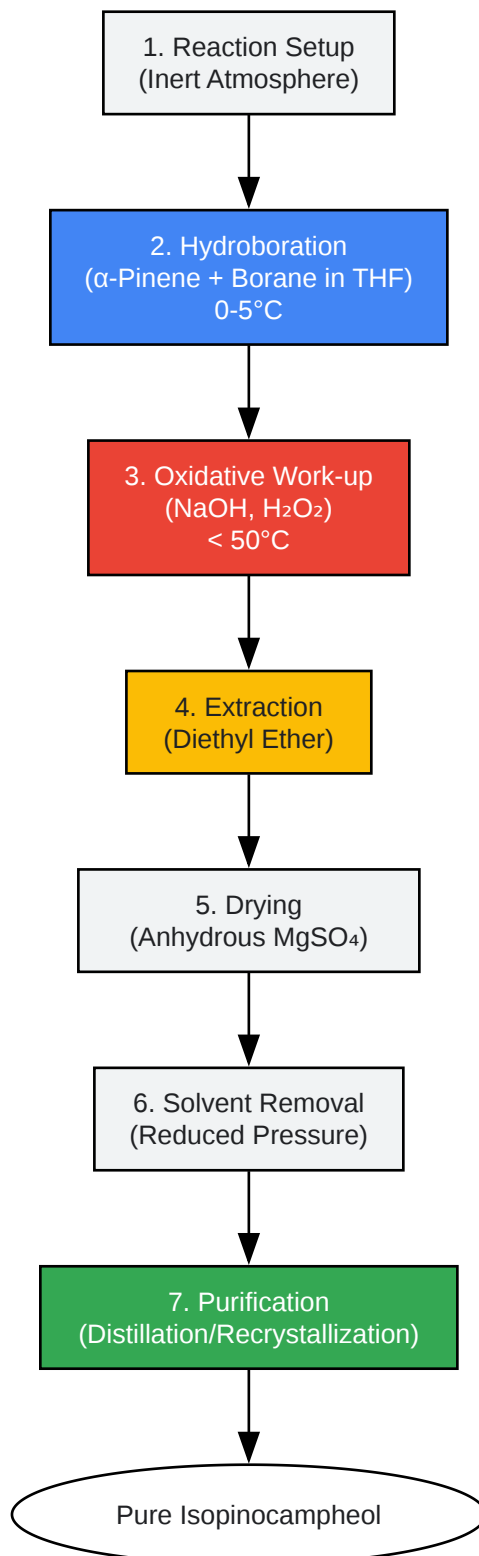 1. Reaction Setup
(Inert Atmosphere)
2. Hydroboration
(α-Pinene + Borane in THF)
0-5°C
3. Oxidative Work-up
(NaOH, H₂O₂)
< 50°C
4. Extraction
(Diethyl Ether)
5. Drying
(Anhydrous MgSO₄)
6. Solvent Removal
(Reduced Pressure)
7. Purification
(Distillation/Recrystallization)
Pure Isopinocampheol